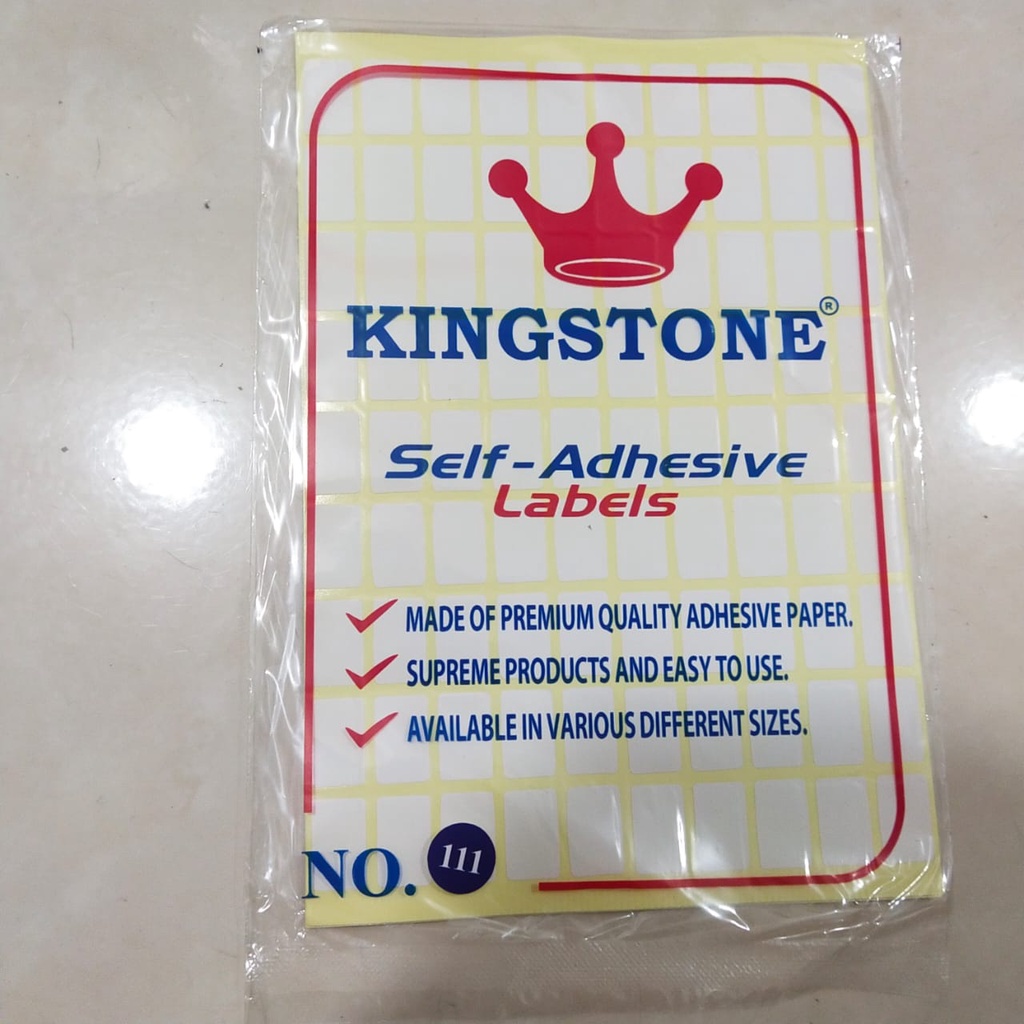 KINGSTONE®
Self-Adhesive
Labels
MADE OF PREMIUM QUALITY ADHESIVE PAPER.
SUPREME PRODUCTS AND EASY TO USE.
AVAILABLE IN VARIOUS DIFFERENT SIZES.
NO. 111